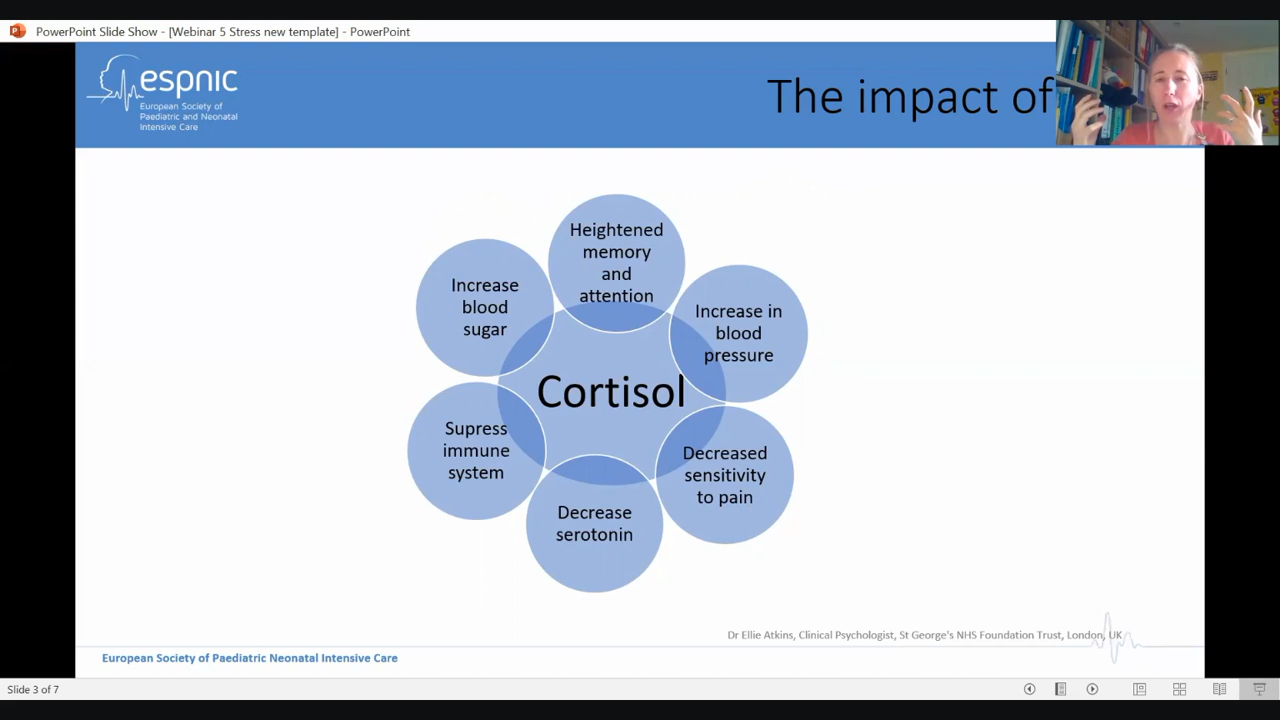 PowerPoint Slide Show - [Webinar 5 Stress new template] - PowerPoint
espnic
European Society of
Paediatric and Neonatal
Intensive Care
The impact of
Heightened
memory
and
attention
Increase in
blood
pressure
Decreased
sensitivity
to pain
Decrease
serotonin
Supress
immune
system
Increase
blood
sugar
Cortisol
Dr Ellie Atkins, Clinical Psychologist, St George's NHS Foundation Trust, London, UK
European Society of Paediatric Neonatal Intensive Care
Slide 3 of 7